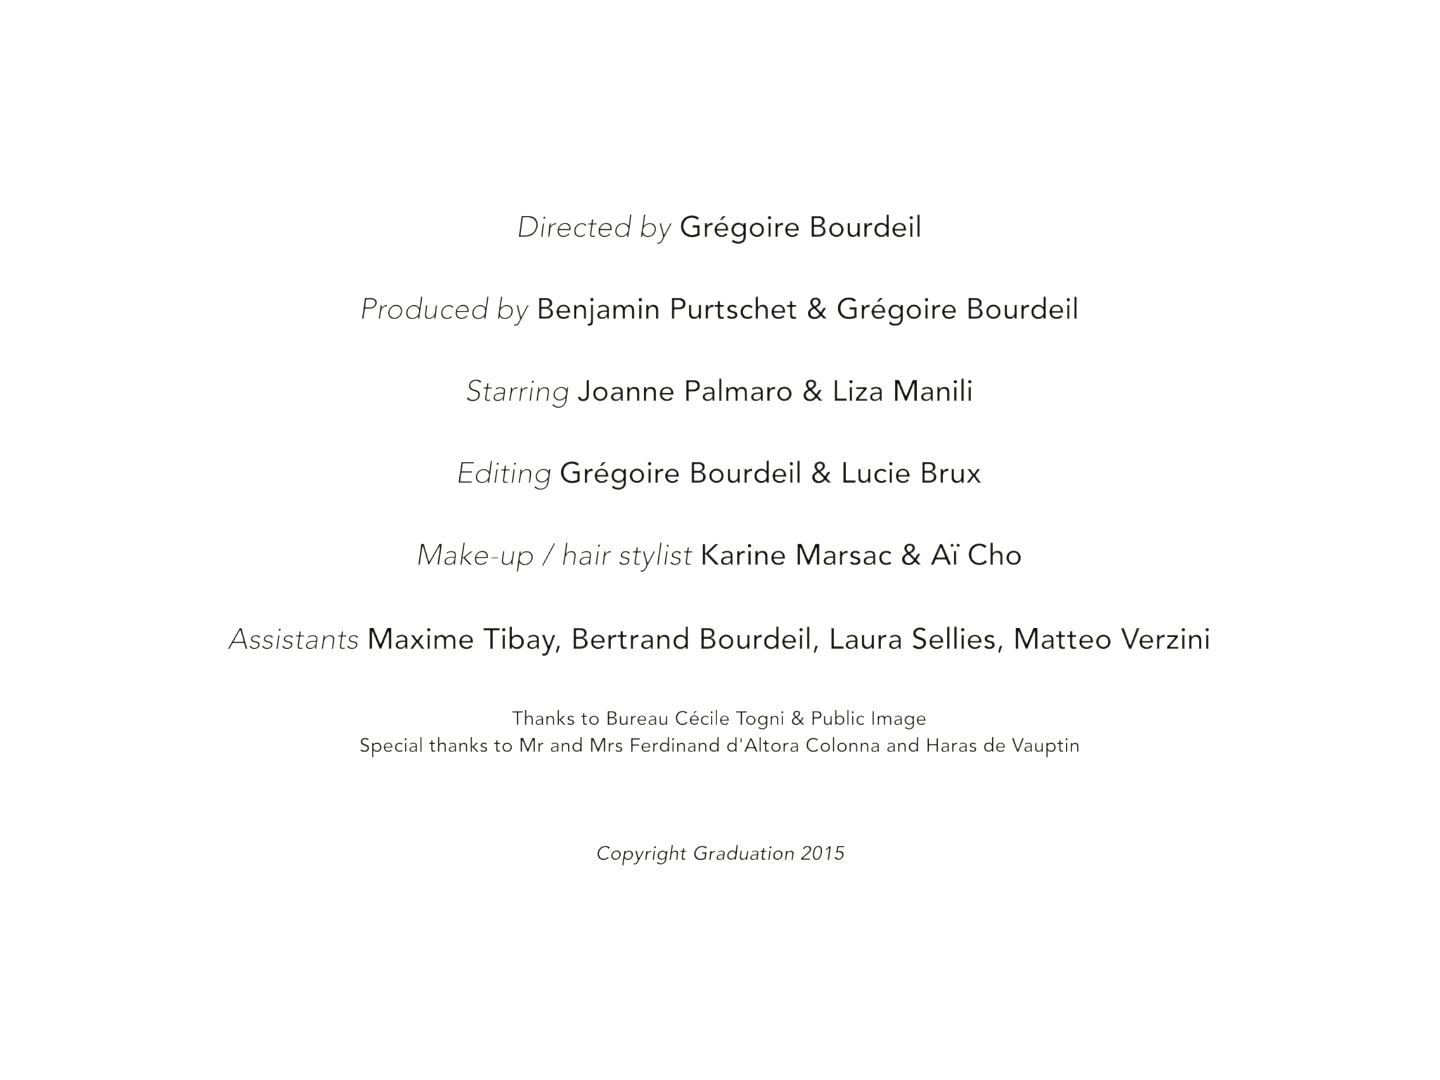 Directed by Grégoire Bourdeil
Produced by Benjamin Purtschet & Grégoire Bourdeil
Starring Joanne Palmaro & Liza Manili
Editing Grégoire Bourdeil & Lucie Brux
Make-up / hair stylist Karine Marsac & Aï Cho
Assistants Maxime Tibay, Bertrand Bourdeil, Laura Sellies, Matteo Verzini
Thanks to Bureau Cécile Togni & Public Image
Special thanks to Mr and Mrs Ferdinand d'Altora Colonna and Haras de Vauptin
Copyright Graduation 2015